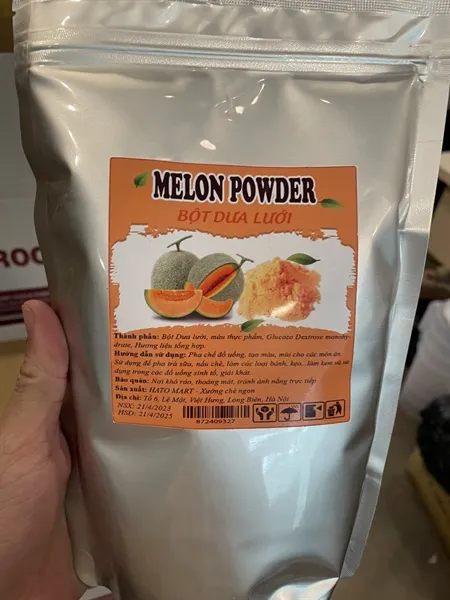 MELON POWDER
BỘT DƯA LƯỚI
Thành phần: Bột Dưa lưới, màu thực phẩm, Glucozo Dextrose monohy-
drate, Hương liệu tổng hợp.
Hướng dẫn sử dụng: Pha chế đồ uống, tạo màu, mùi cho các món ăn.
Sử dụng để pha trà sữa, nấu chè, làm các loại bánh, kẹo..làm kem và sử
dụng trong các đồ uống sinh tố, giải khát.
Bảo quản: Nơi khô ráo, thoáng mát, tránh ánh nắng trực tiếp
Sản xuất: HATO MART - Xưởng chè ngon
Địa chỉ: Tổ 6, Lệ Mật, Việt Hưng, Long Biên, Hà Nội
NSX: 21/4/2023
HSD: 21/4/2025
872409327
ROC